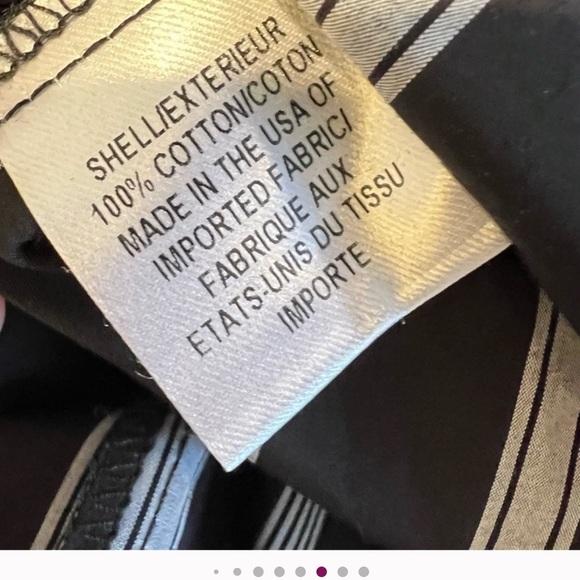 SHELL/EXTERIEUR
100% COTTON/COTON
MADE IN THE USA OF
IMPORTED FABRIC/
FABRIQUE AUX
ETATS-UNIS DU TISSU
IMPORTE